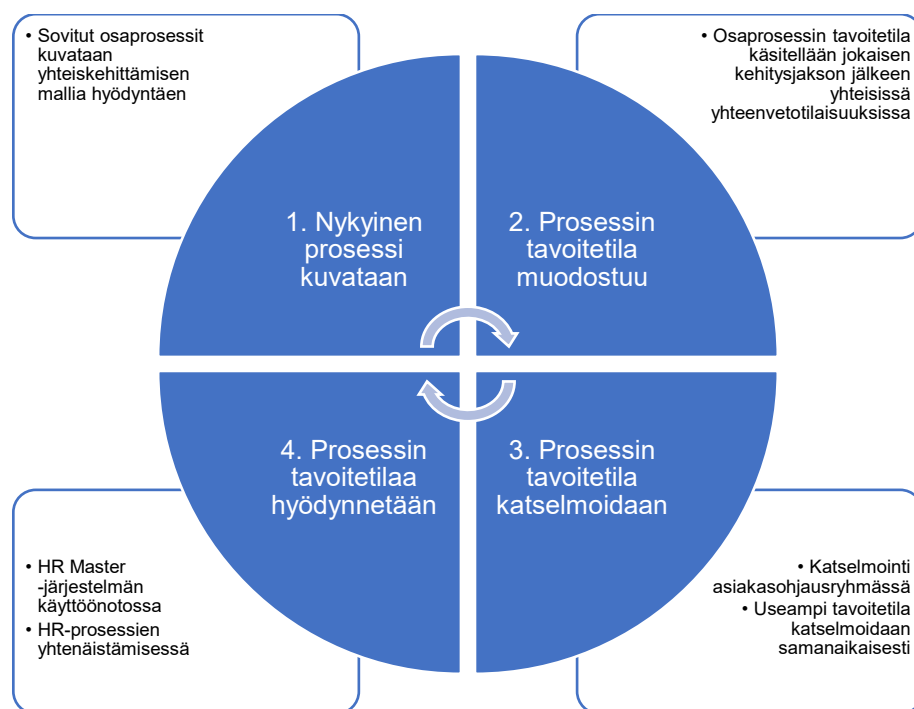 • Sovitut osaprosessit
kuvataan
yhteiskehittämisen
mallia hyödyntäen
• Osaprosessin tavoitetila
käsitellään jokaisen
kehitysjakson jälkeen
yhteisissä
yhteenvetotilaisuuksissa
1. Nykyinen
prosessi
kuvataan
2. Prosessin
tavoitetila
muodostuu
4. Prosessin
tavoitetilaa
hyödynnetään
3. Prosessin
tavoitetila
katselmoidaan
• HR Master
-järjestelmän
käyttöönotossa
• HR-prosessien
yhtenäistämisessä
• Katselmointi
asiakasohjausryhmässä
• Useampi tavoitetila
katselmoidaan
samanaikaisesti